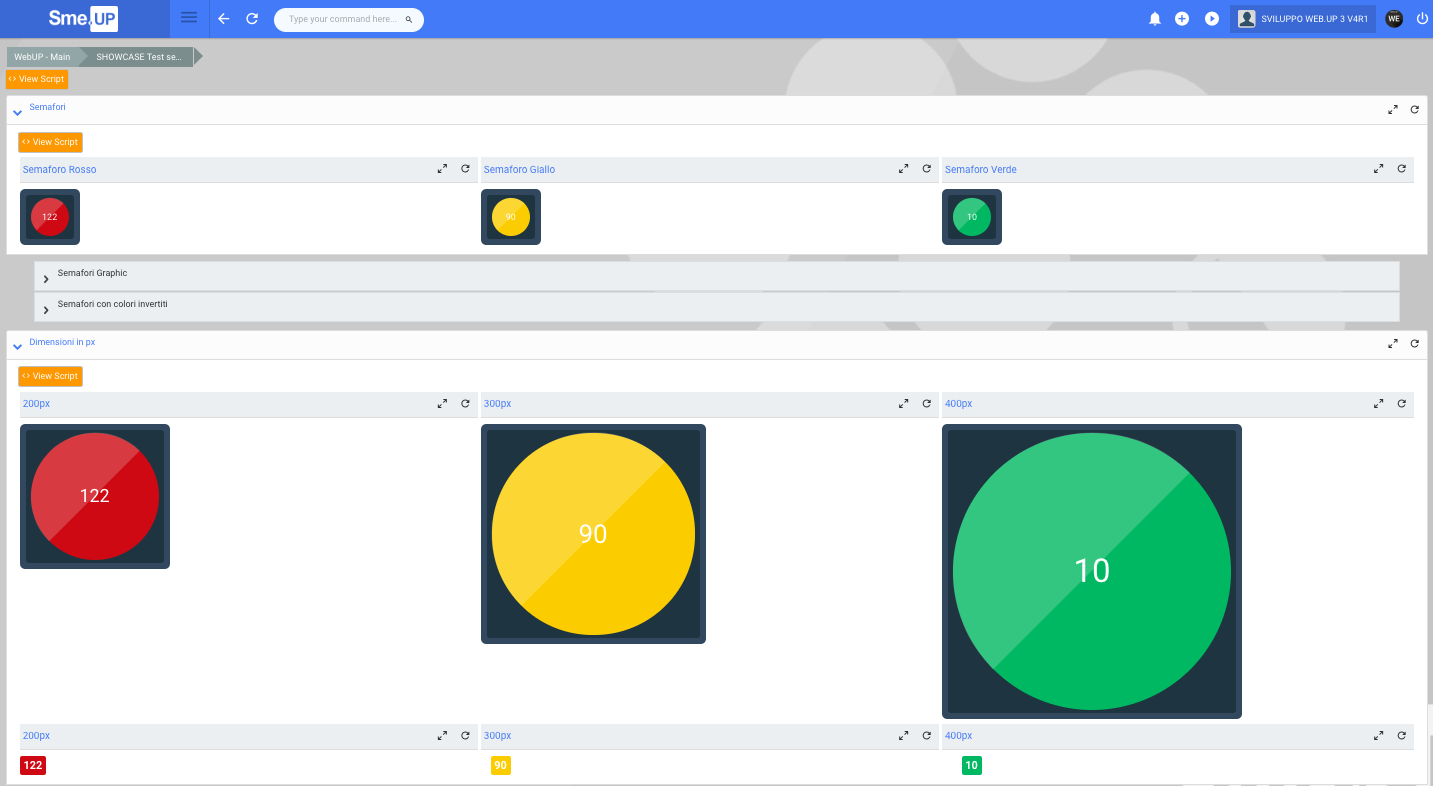 Sme.UP
Type your command here...
SVILUPPO WEB.UP 3 V4R1
WE
WebUP - Main
SHOWCASE Test se...
<> View Script
Semafori
<> View Script
Semaforo Rosso
Semaforo Giallo
Semaforo Verde
122
90
10
Semafori Graphic
Semafori con colori invertiti
Dimensioni in px
<> View Script
200px
300px
400px
122
90
10
200px
300px
400px
122
90
10